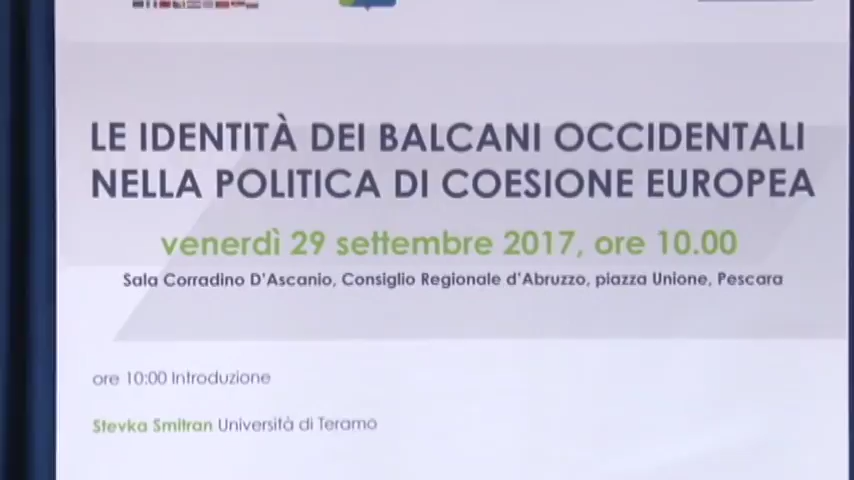 LE IDENTITÀ DEI BALCANI OCCIDENTALI
NELLA POLITICA DI COESIONE EUROPEA
venerdì 29 settembre 2017, ore 10.00
Sala Corradino D'Ascanio, Consiglio Regionale d'Abruzzo, piazza Unione, Pescara
ore 10:00 Introduzione
Stevka Smitran Università di Teramo